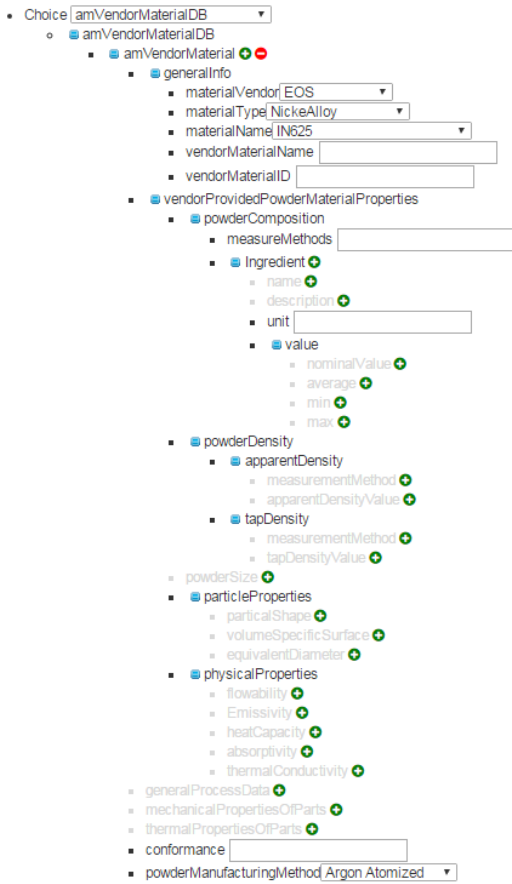 Choice amVendorMaterialDB
amVendorMaterialDB
amVendorMaterial
generalInfo
materialVendor EOS
materialType NickeAlloy
materialName IN625
vendorMaterialName
vendorMaterialID
vendorProvidedPowderMaterialProperties
powderComposition
measureMethods
Ingredient
name
description
unit
value
nominalValue
average
min
max
powderDensity
apparentDensity
measurementMethod
apparentDensityValue
tapDensity
measurementMethod
tapDensityValue
powderSize
particleProperties
particalShape
volumeSpecificSurface
equivalentDiameter
physicalProperties
flowability
Emissivity
heatCapacity
absorptivity
thermalConductivity
generalProcessData
mechanicalPropertiesOfParts
thermalPropertiesOfParts
conformance
powderManufacturingMethod Argon Atomized